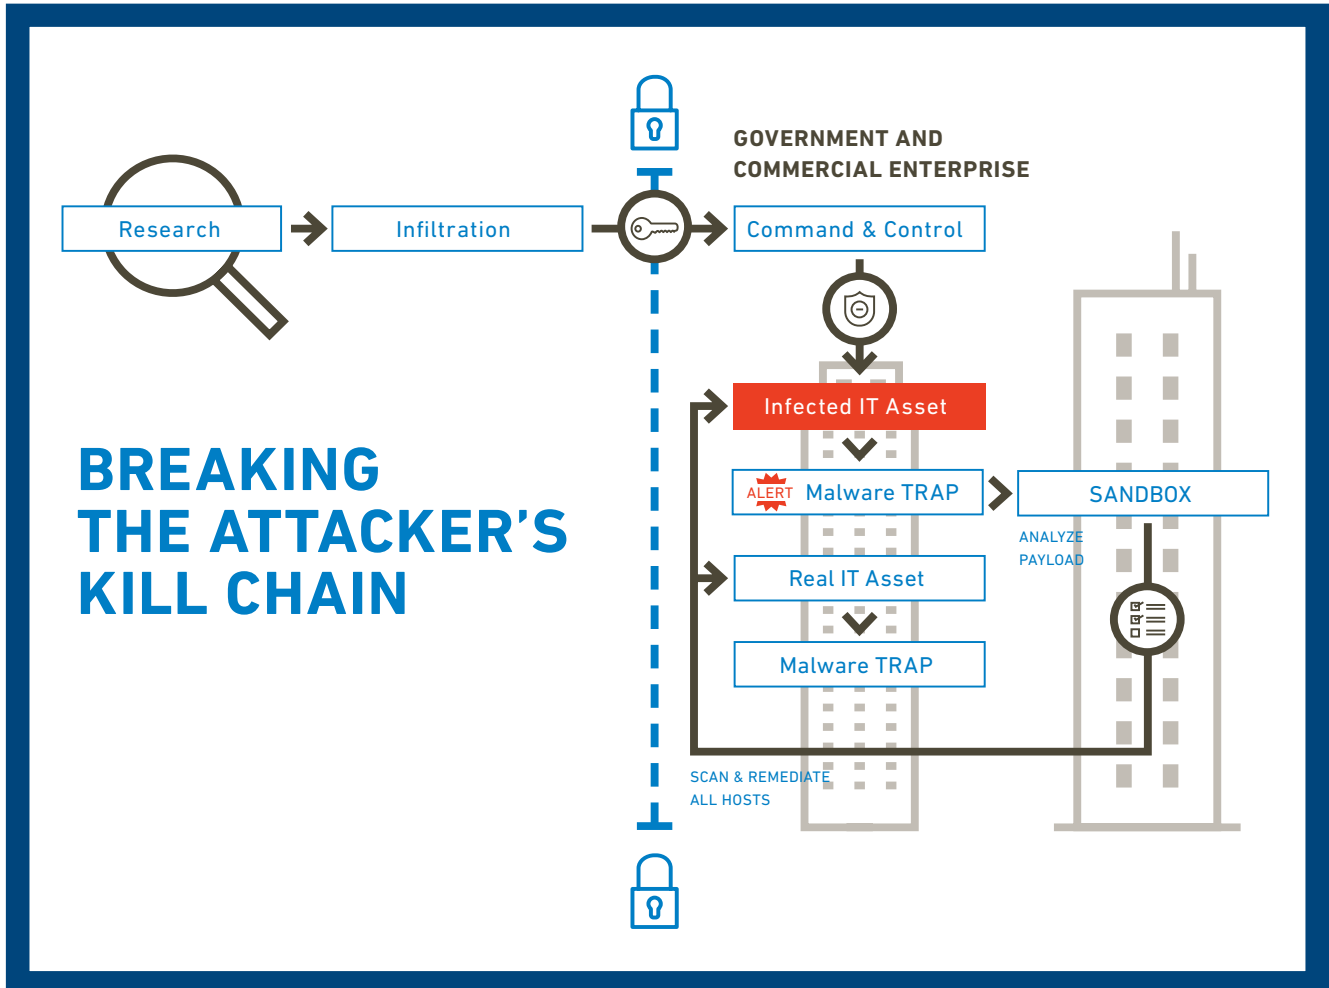 GOVERNMENT AND
COMMERCIAL ENTERPRISE
Research
Infiltration
Command & Control
Infected IT Asset
BREAKING
THE ATTACKER’S
KILL CHAIN
ALERT
Malware TRAP
SANDBOX
ANALYZE
PAYLOAD
Real IT Asset
Malware TRAP
SCAN & REMEDIATE
ALL HOSTS